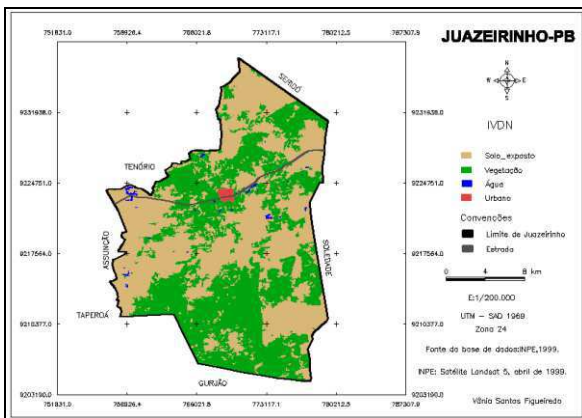 JUAZEIRINHO-PB
751831.0 758926.4 766021.8 773117.1 780212.5 787307.9
9231638.0 9231638.0
9224751.0 9224751.0
9217564.0 9217564.0
9210377.0 9210377.0
9203190.0 9203190.0
751831.0 758926.4 766021.8 773117.1 780212.5 787307.9
SERIDÓ
TENÓRIO
ASSUNÇÃO
SOLEDADE
TAPEROÁ
GURJÃO
N
W E
S
IVDN
Solo_exposto
Vegetação
Água
Urbano
Convenções
Limite de Juazeirinho
Estrada
0 4 8 km
E:1/200.000
UTM - SAD 1969
Zona 24
Fonte da base de dados:INPE,1999.
INPE: Satélite Landsat 5, abril de 1999.
Vânia Santos Figueiredo